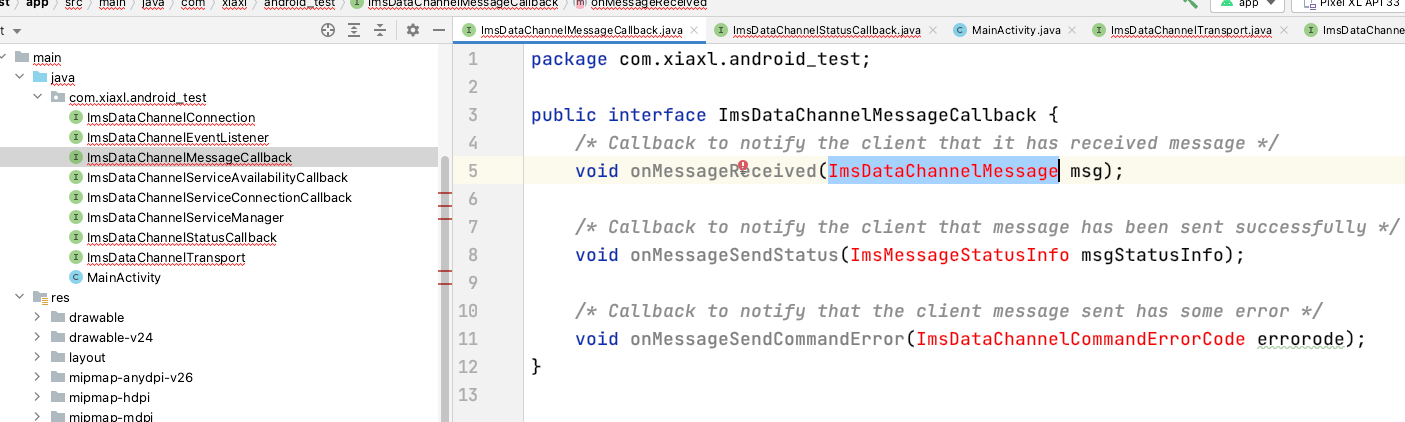 app src main java com xiaxl android_test ImsDataChannelMessageCallback onMessageReceived app Pixel XL API 33
ImsDataChannelMessageCallback.java ImsDataChannelStatusCallback.java MainActivity.java ImsDataChannelTransport.java
main
java
com.xiaxl.android_test
ImsDataChannelConnection
ImsDataChannelEventListener
ImsDataChannelMessageCallback
ImsDataChannelServiceAvailabilityCallback
ImsDataChannelServiceConnectionCallback
ImsDataChannelServiceManager
ImsDataChannelStatusCallback
ImsDataChannelTransport
MainActivity
res
drawable
drawable-v24
layout
mipmap-anydpi-v26
mipmap-hdpi
mipmap-mdpi
1 package com.xiaxl.android_test;
2
3 public interface ImsDataChannelMessageCallback {
4 /* Callback to notify the client that it has received message */
5 void onMessageReceived(ImsDataChannelMessage msg);
6
7 /* Callback to notify the client that message has been sent successfully */
8 void onMessageSendStatus(ImsMessageStatusInfo msgStatusInfo);
9
10 /* Callback to notify that the client message sent has some error */
11 void onMessageSendCommandError(ImsDataChannelCommandErrorCode errorode);
12 }
13